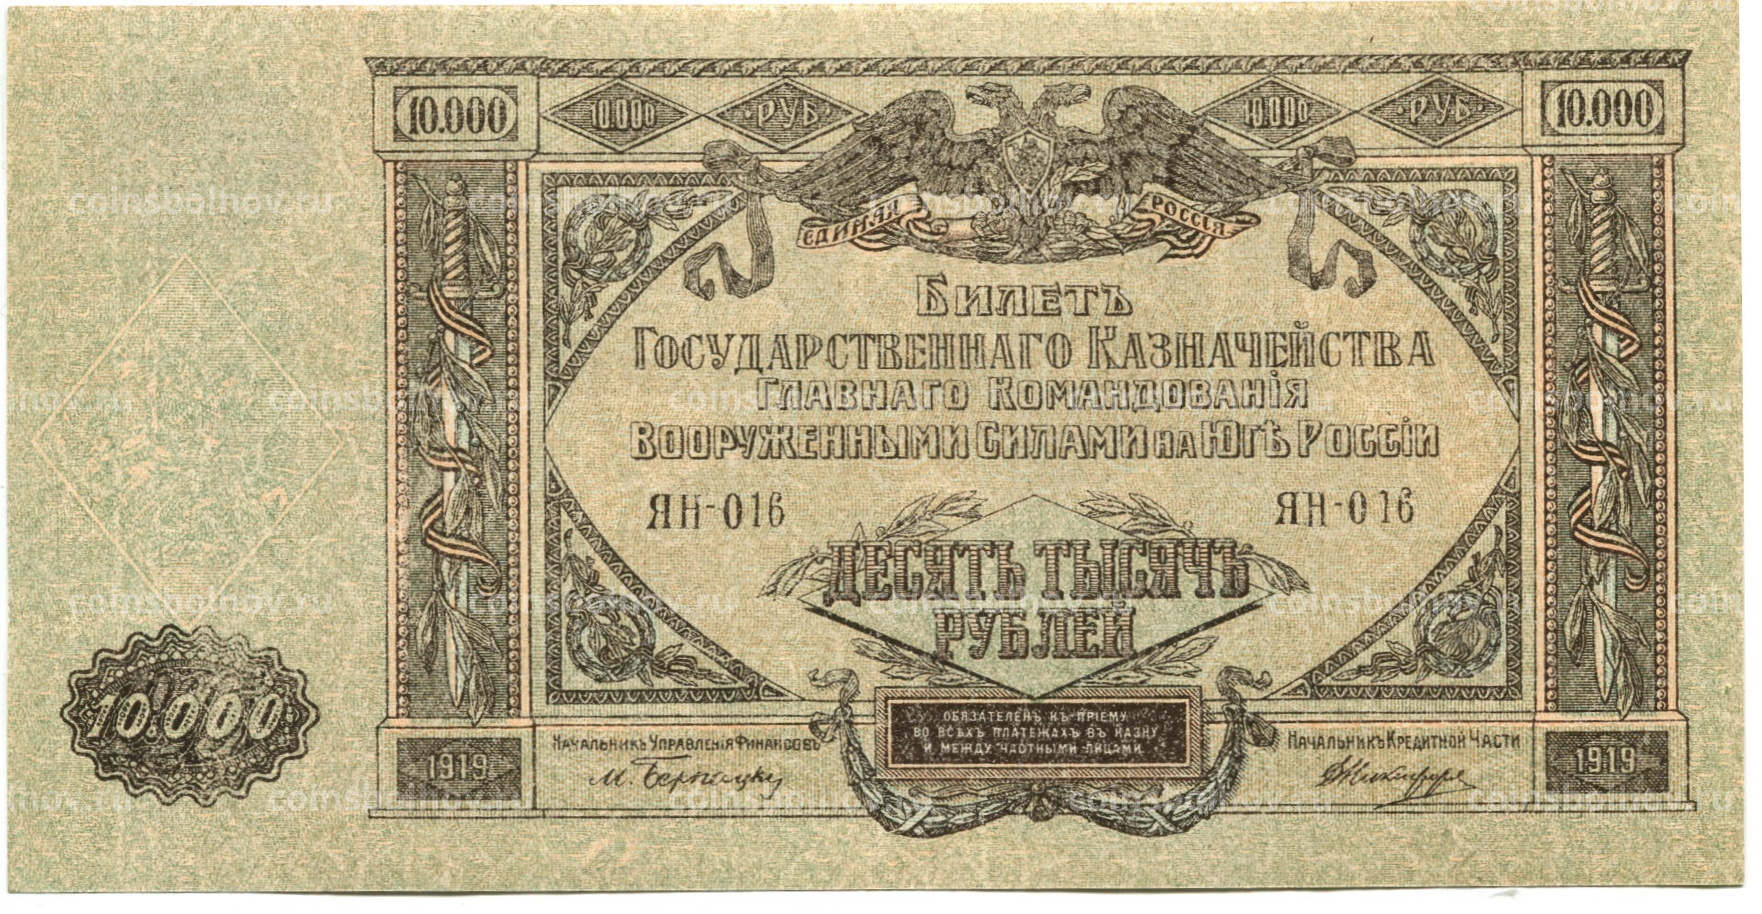 10.000 10.000 ·РУБ· 10.000 ·РУБ· 10.000
ЕДИНАЯ РОССІЯ
БИЛЕТЪ
ГОСУДАРСТВЕННАГО КАЗНАЧЕЙСТВА
ГЛАВНАГО КОМАНДОВАНІЯ
ВООРУЖЕННЫМИ СИЛАМИ НА ЮГѢ РОССІИ
ЯН-016 ЯН-016
ДЕСЯТЬ ТЫСЯЧЪ
РУБЛЕЙ
10.000
ОБЯЗАТЕЛЕНЪ КЪ ПРІЕМУ
ВО ВСѢХЪ ПЛАТЕЖАХЪ ВЪ КАЗНУ
И МЕЖДУ ЧАСТНЫМИ ЛИЦАМИ.
НАЧАЛЬНИКЪ УПРАВЛЕНІЯ ФИНАНСОВЪ НАЧАЛЬНИКЪ КРЕДИТНОЙ ЧАСТИ
1919 М. Бернацкій 1919
coinsbolhov.ru